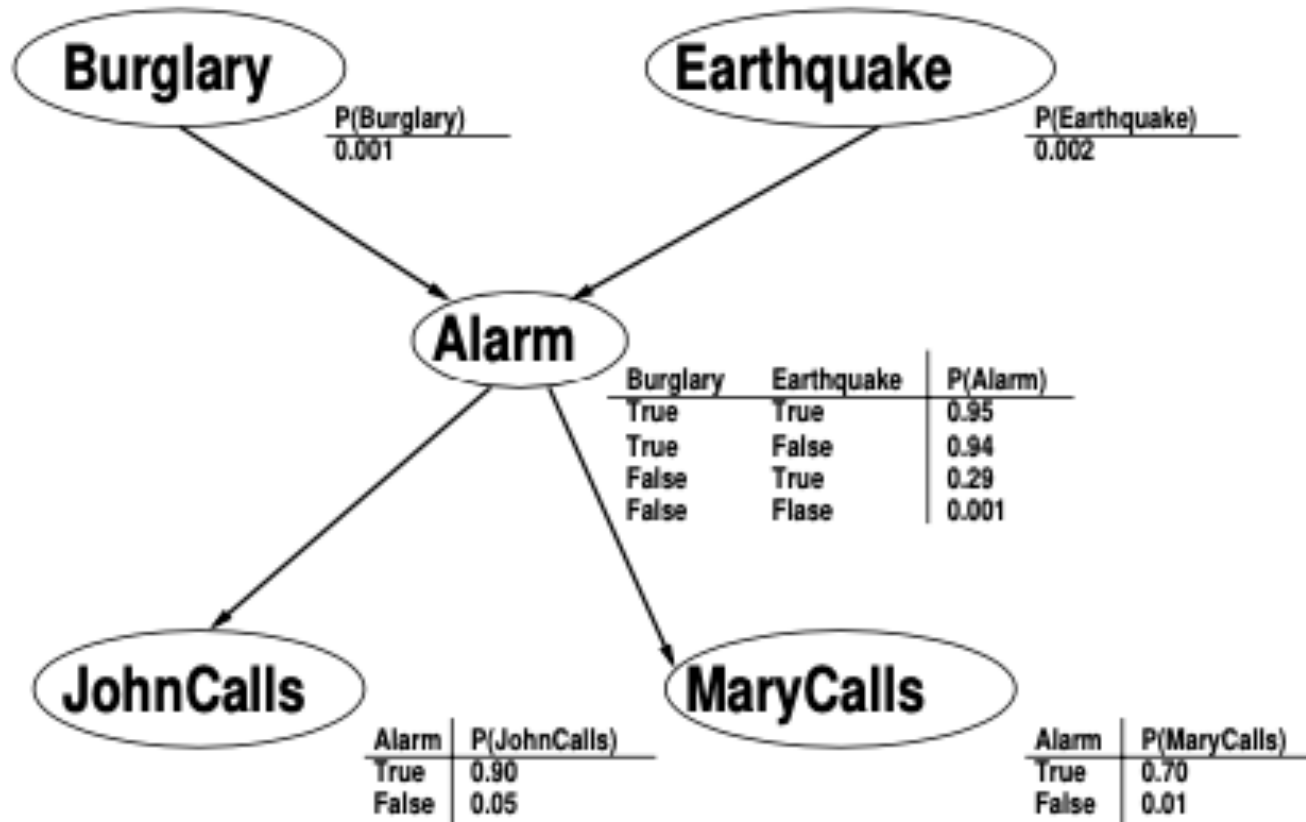 Burglary
Earthquake
P(Burglary)
0.001
P(Earthquake)
0.002
Alarm
Burglary Earthquake P(Alarm)
True True 0.95
True False 0.94
False True 0.29
False Flase 0.001
JohnCalls
MaryCalls
Alarm P(JohnCalls)
True 0.90
False 0.05
Alarm P(MaryCalls)
True 0.70
False 0.01